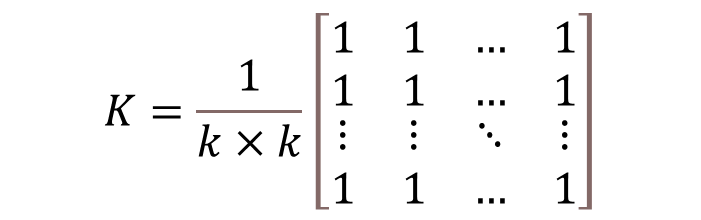 K = 1 / k × k [
1 1 … 1
1 1 … 1
⋮ ⋮ ⋱ ⋮
1 1 … 1
]